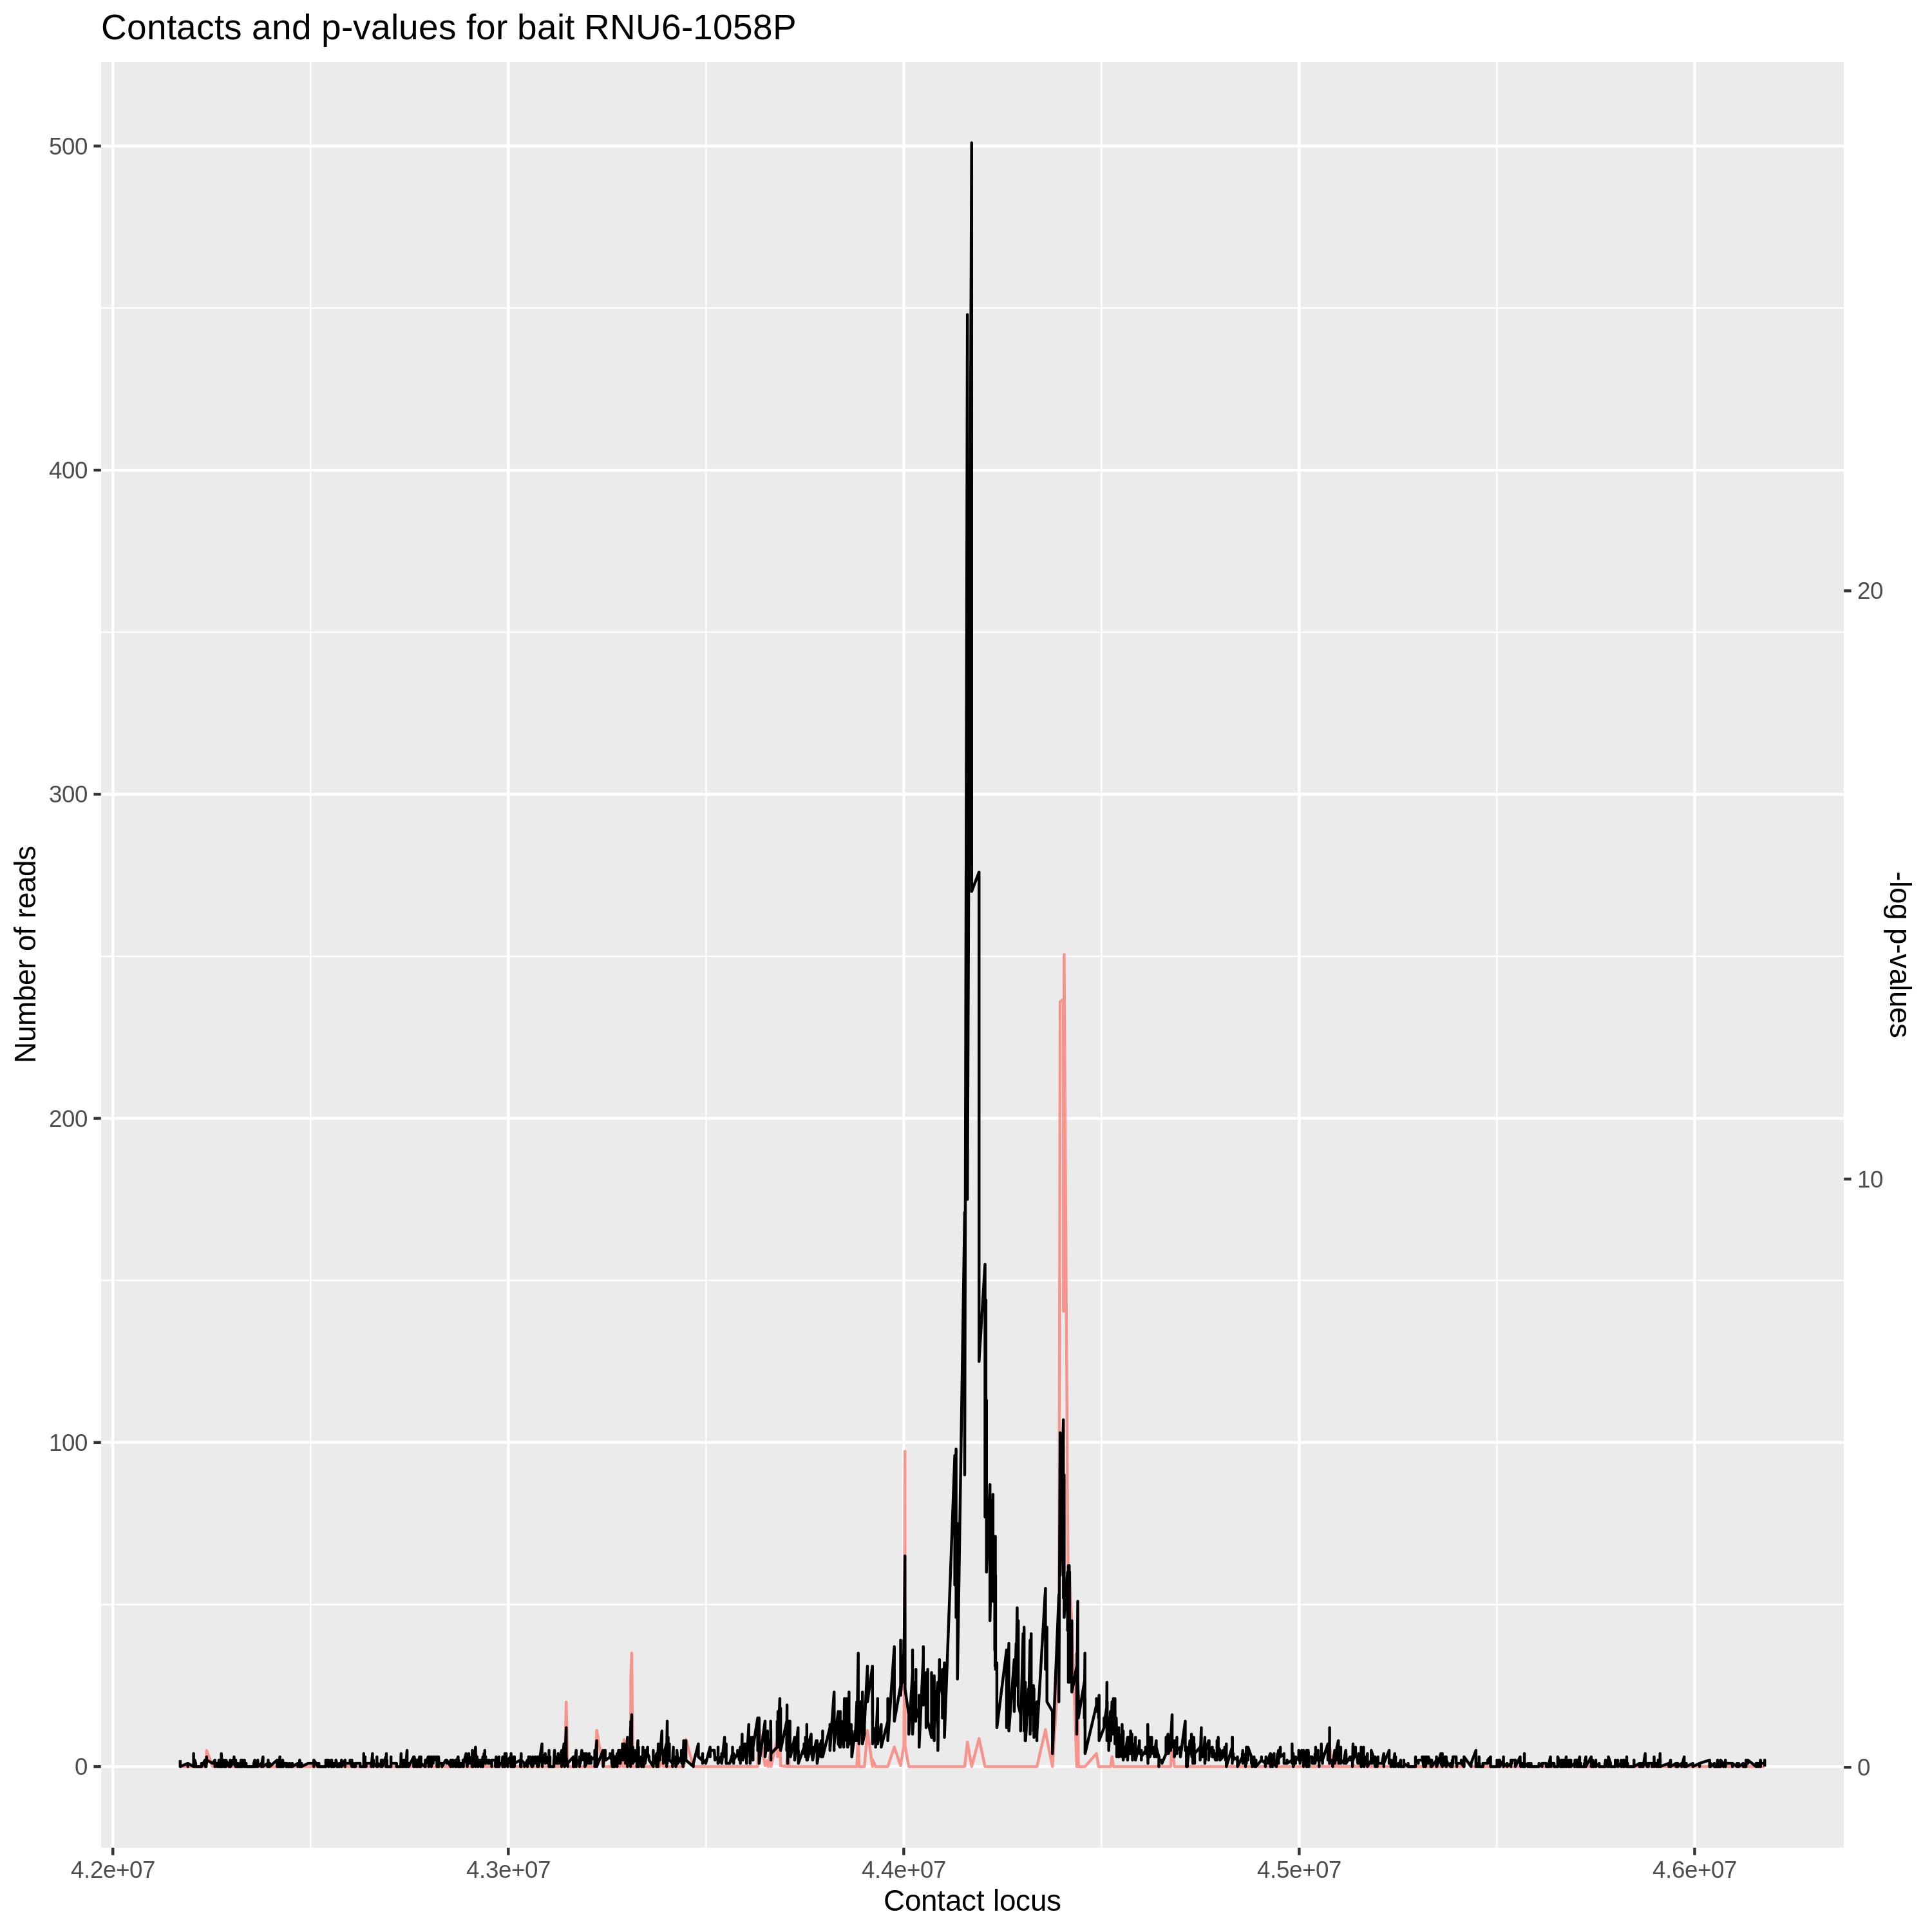 Contacts and p-values for bait RNU6-1058P
500
400
300
200
100
0
Number of reads
20
10
0
-log p-values
4.2e+07
4.3e+07
4.4e+07
4.5e+07
4.6e+07
Contact locus